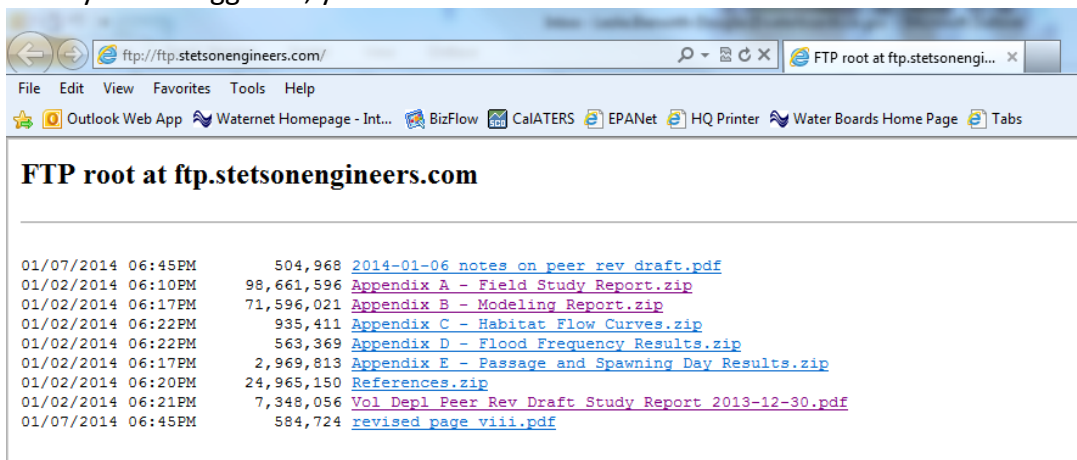 ftp://ftp.stetsonengineers.com/
FTP root at ftp.stetsonengi...
File Edit View Favorites Tools Help
Outlook Web App Waternet Homepage - Int... BizFlow CalATERS EPANet HQ Printer Water Boards Home Page Tabs
FTP root at ftp.stetsonengineers.com
01/07/2014 06:45PM 504,968 2014-01-06 notes on peer rev draft.pdf
01/02/2014 06:10PM 98,661,596 Appendix A - Field Study Report.zip
01/02/2014 06:17PM 71,596,021 Appendix B - Modeling Report.zip
01/02/2014 06:22PM 935,411 Appendix C - Habitat Flow Curves.zip
01/02/2014 06:22PM 563,369 Appendix D - Flood Frequency Results.zip
01/02/2014 06:17PM 2,969,813 Appendix E - Passage and Spawning Day Results.zip
01/02/2014 06:20PM 24,965,150 References.zip
01/02/2014 06:21PM 7,348,056 Vol Depl Peer Rev Draft Study Report 2013-12-30.pdf
01/07/2014 06:45PM 584,724 revised page viii.pdf